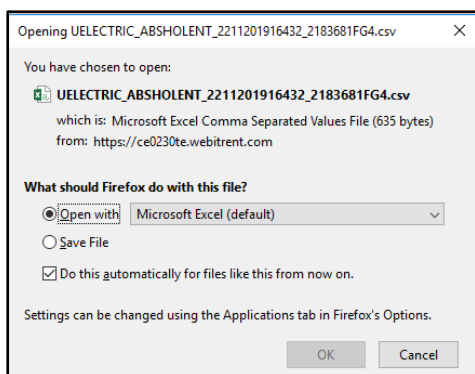 Opening UELECTRIC_ABSHOLENT_2211201916432_2183681FG4.csv
You have chosen to open:
UELECTRIC_ABSHOLENT_2211201916432_2183681FG4.csv
which is: Microsoft Excel Comma Separated Values File (635 bytes)
from: https://ce0230te.webitrent.com
What should Firefox do with this file?
Open with Microsoft Excel (default)
Save File
Do this automatically for files like this from now on.
Settings can be changed using the Applications tab in Firefox's Options.
OK Cancel